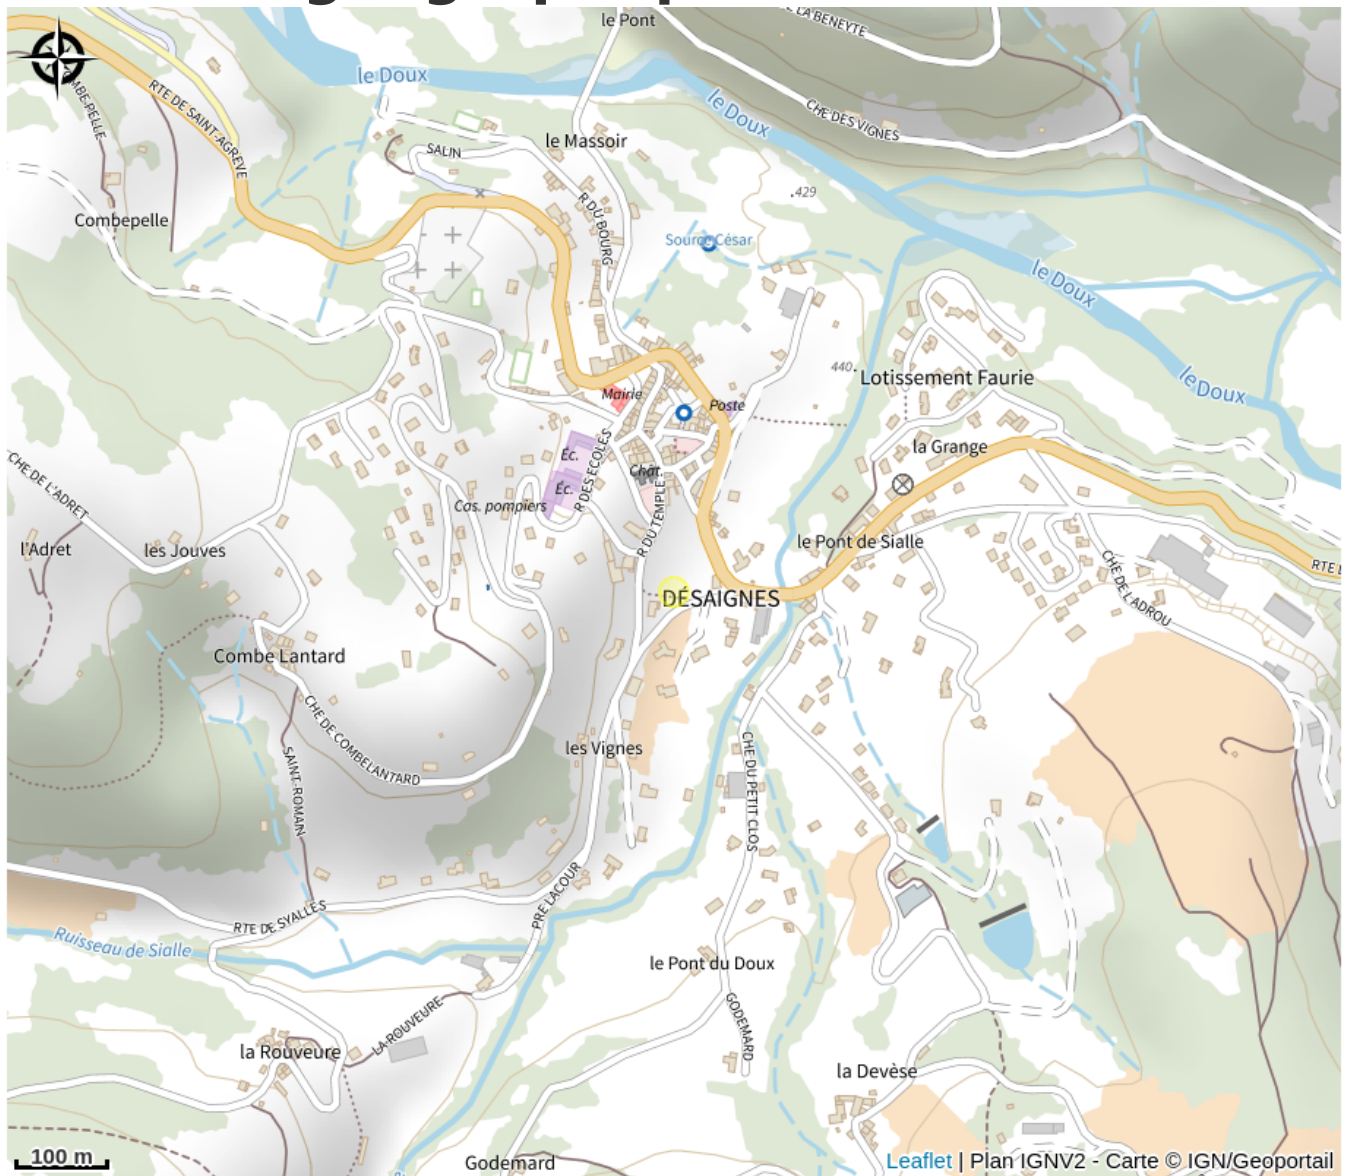 le Pont
LA BENEYTE
le Doux
RTE DE SAINT-AGRÈVE
le Doux
CHE DES VIGNES
le Massoir
SALIN
.429
R DU BOURG
Combepelle
Source César
le Doux
440.
Lotissement Faurie
le Doux
Mairie
Poste
la Grange
Éc.
R DES ECOLES
Chât.
CHE DE L'ADRET
Éc.
Cas. pompiers
R DU TEMPLE
l'Adret
les Jouves
le Pont de Sialle
CHE DE LADROU
DÉSAIGNES
Combe Lantard
CHE DE COMBELANTARD
les Vignes
SAINT-ROMAIN
CHE DU PETIT CLOS
PRE LACOUR
RTE DE SYALLES
Ruisseau de Sialle
le Pont du Doux
GODEMARD
LA ROUVEURE
la Rouveure
la Devèse
100 m
Godemard
Leaflet | Plan IGNV2 - Carte © IGN/Geoportail